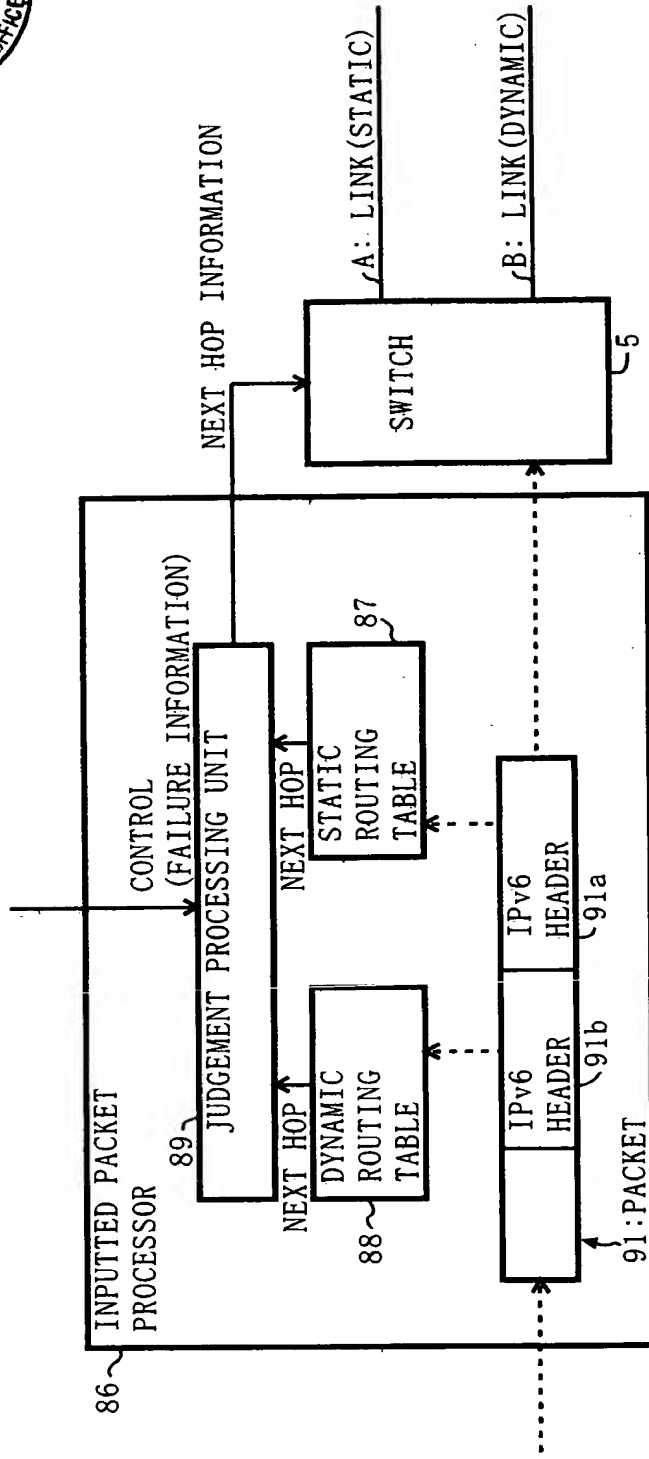 OFFICE
86
INPUTTED PACKET
PROCESSOR
CONTROL
(FAILURE INFORMATION)
89
JUDGEMENT PROCESSING UNIT
NEXT HOP
NEXT HOP
88
DYNAMIC
ROUTING
TABLE
87
STATIC
ROUTING
TABLE
IPv6
HEADER
91b
IPv6
HEADER
91a
91:PACKET
NEXT HOP INFORMATION
SWITCH
5
A: LINK(STATIC)
B: LINK(DYNAMIC)